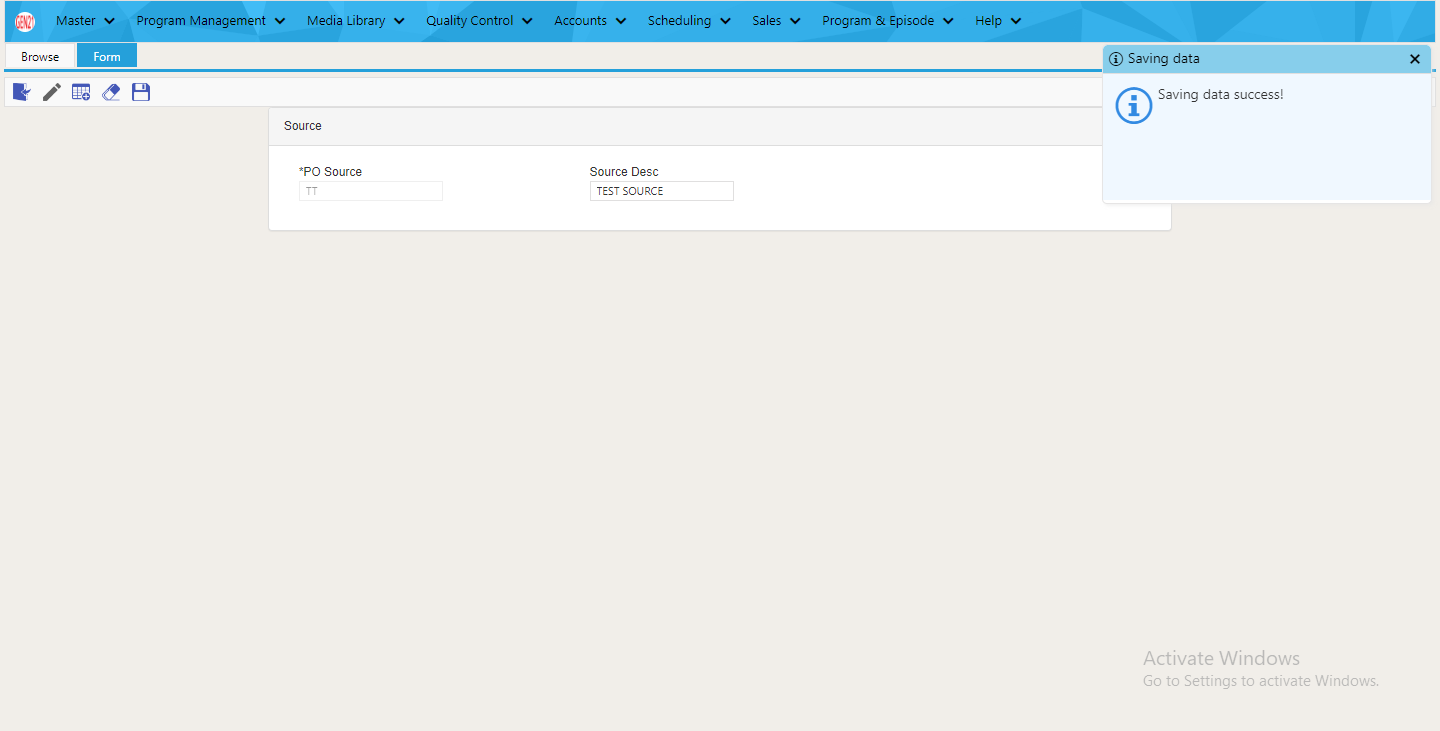 GEN21 Master Program Management Media Library Quality Control Accounts Scheduling Sales Program & Episode Help
Browse Form
Saving data
Saving data success!
Source
*PO Source Source Desc
TT TEST SOURCE
Activate Windows
Go to Settings to activate Windows.